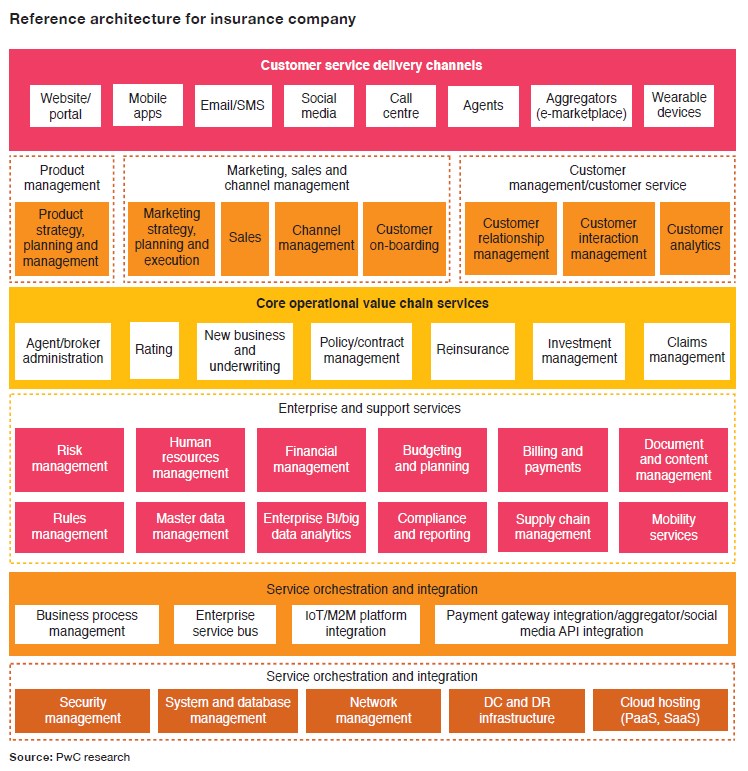 Reference architecture for insurance company
Customer service delivery channels
Website/
portal
Mobile
apps
Email/SMS
Social
media
Call
centre
Agents
Aggregators
(e-marketplace)
Wearable
devices
Product
management
Product
strategy,
planning and
management
Marketing, sales and
channel management
Marketing
strategy,
planning and
execution
Sales
Channel
management
Customer
on-boarding
Customer
management/customer service
Customer
relationship
management
Customer
interaction
management
Customer
analytics
Core operational value chain services
Agent/broker
administration
Rating
New business
and
underwriting
Policy/contract
management
Reinsurance
Investment
management
Claims
management
Enterprise and support services
Risk
management
Human
resources
management
Financial
management
Budgeting
and planning
Billing and
payments
Document
and content
management
Rules
management
Master data
management
Enterprise BI/big
data analytics
Compliance
and reporting
Supply chain
management
Mobility
services
Service orchestration and integration
Business process
management
Enterprise
service bus
IoT/M2M platform
integration
Payment gateway integration/aggregator/social
media API integration
Service orchestration and integration
Security
management
System and database
management
Network
management
DC and DR
infrastructure
Cloud hosting
(PaaS, SaaS)
Source: PwC research